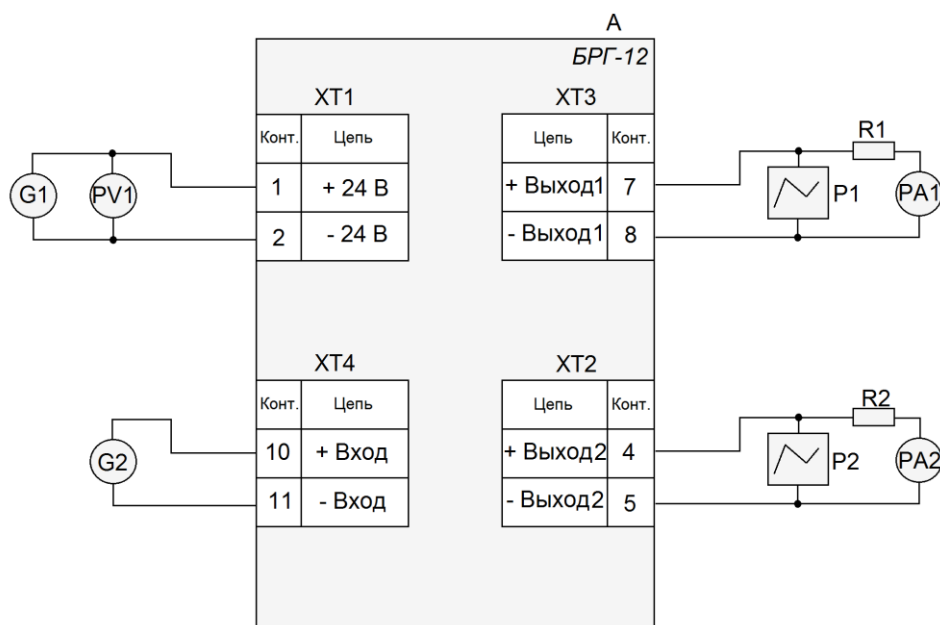 А
БРГ-12
XT1
Конт. Цепь
1 + 24 В
2 - 24 В
G1 PV1
XT3
Цепь Конт.
+ Выход1 7
- Выход1 8
R1
P1
PA1
XT4
Конт. Цепь
10 + Вход
11 - Вход
G2
XT2
Цепь Конт.
+ Выход2 4
- Выход2 5
R2
P2
PA2